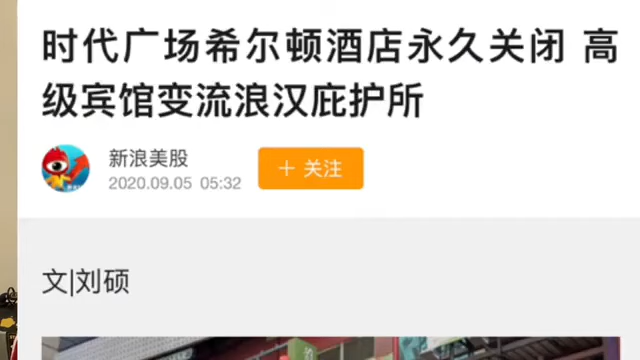 时代广场希尔顿酒店永久关闭 高
级宾馆变流浪汉庇护所
新浪美股
2020.09.05 05:32
+ 关注
文|刘硕